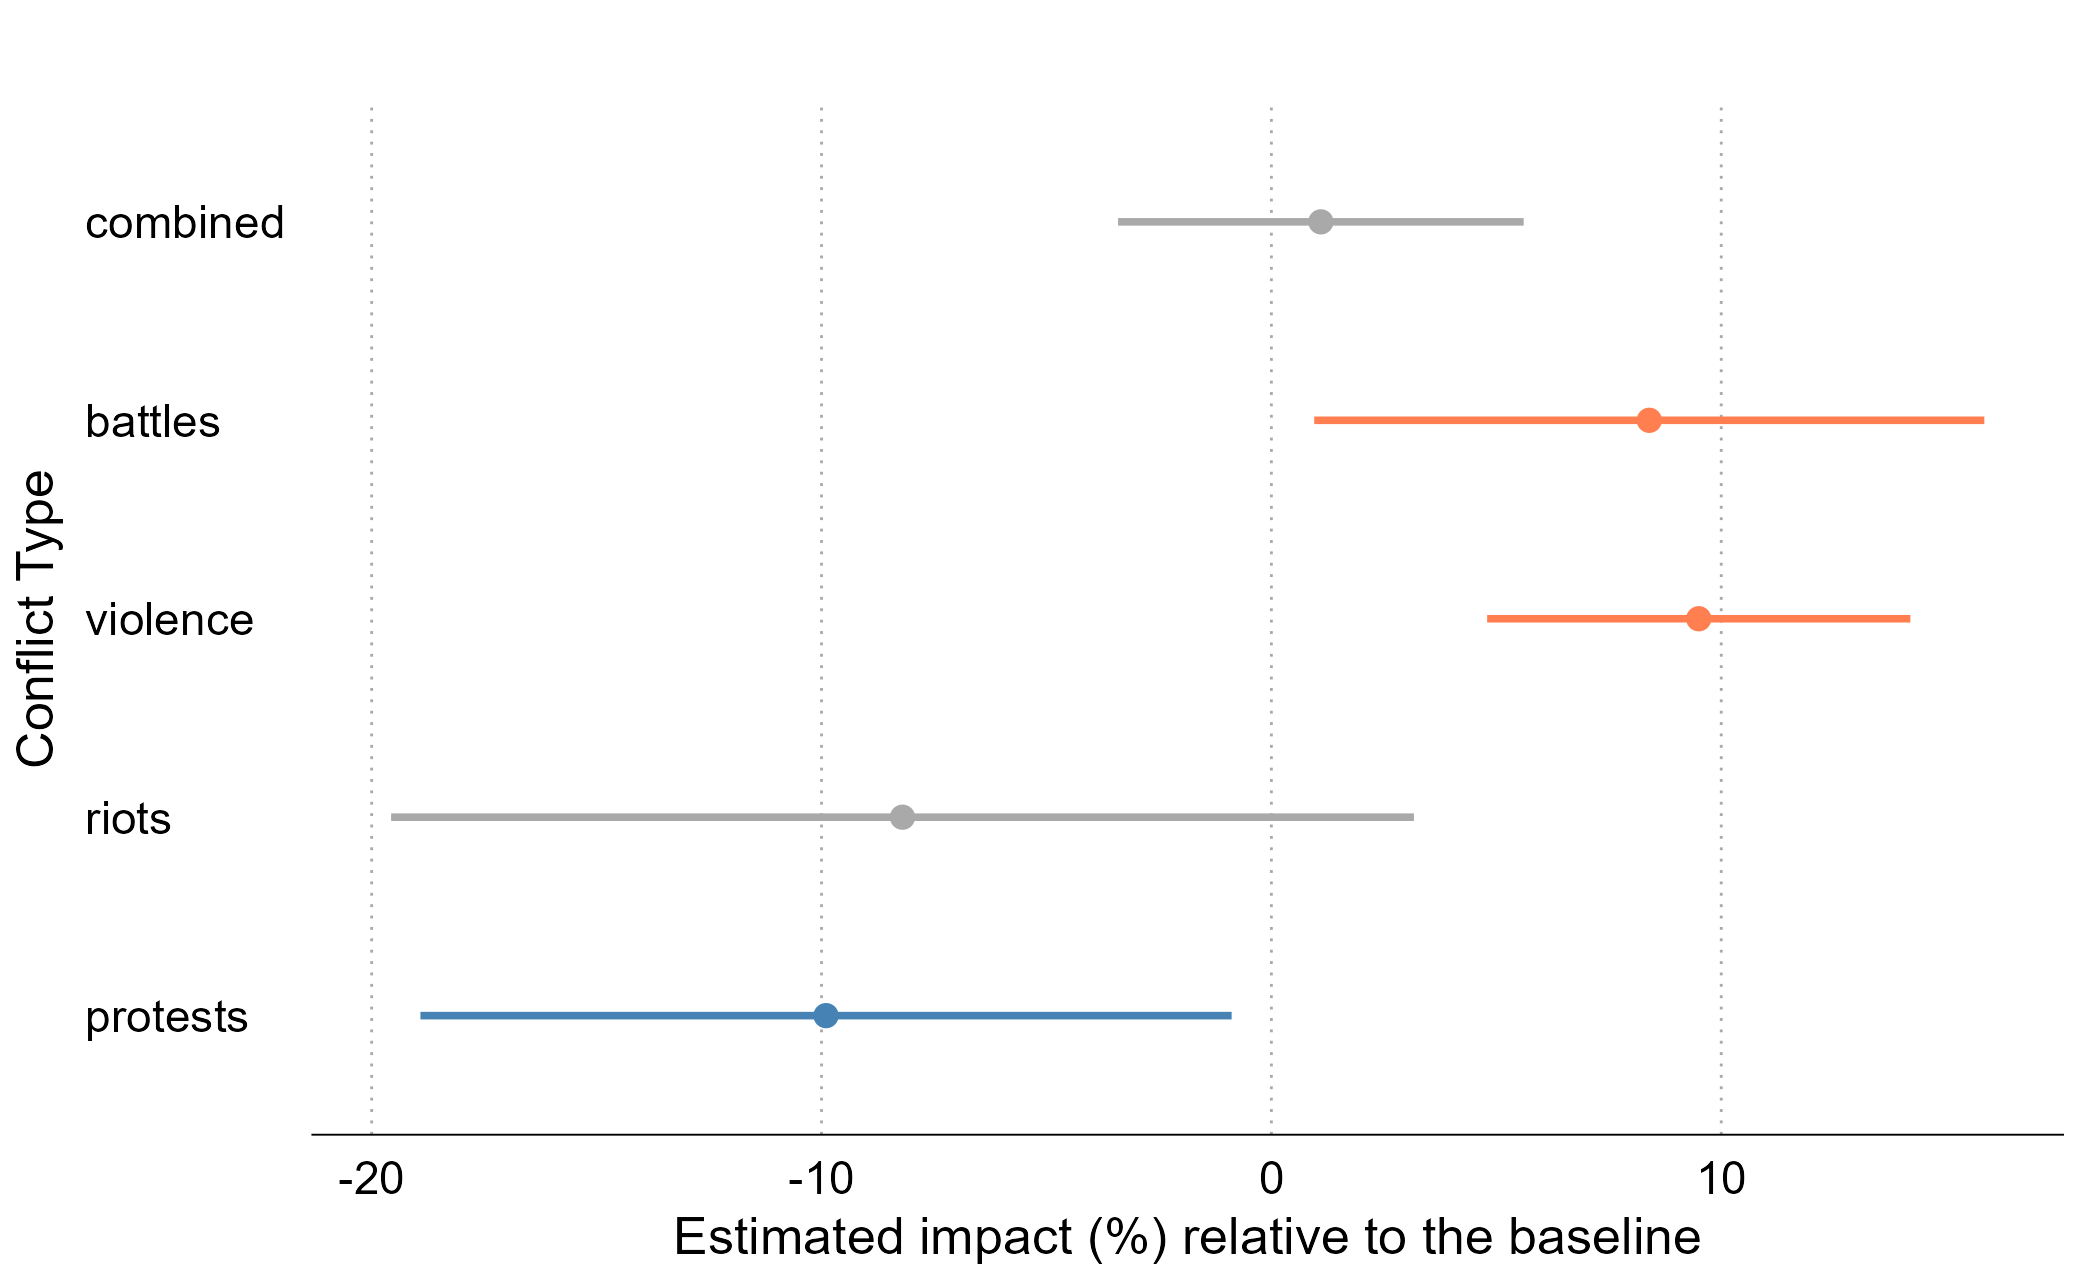 combined
battles
violence
riots
protests
Conflict Type
-20 -10 0 10
Estimated impact (%) relative to the baseline